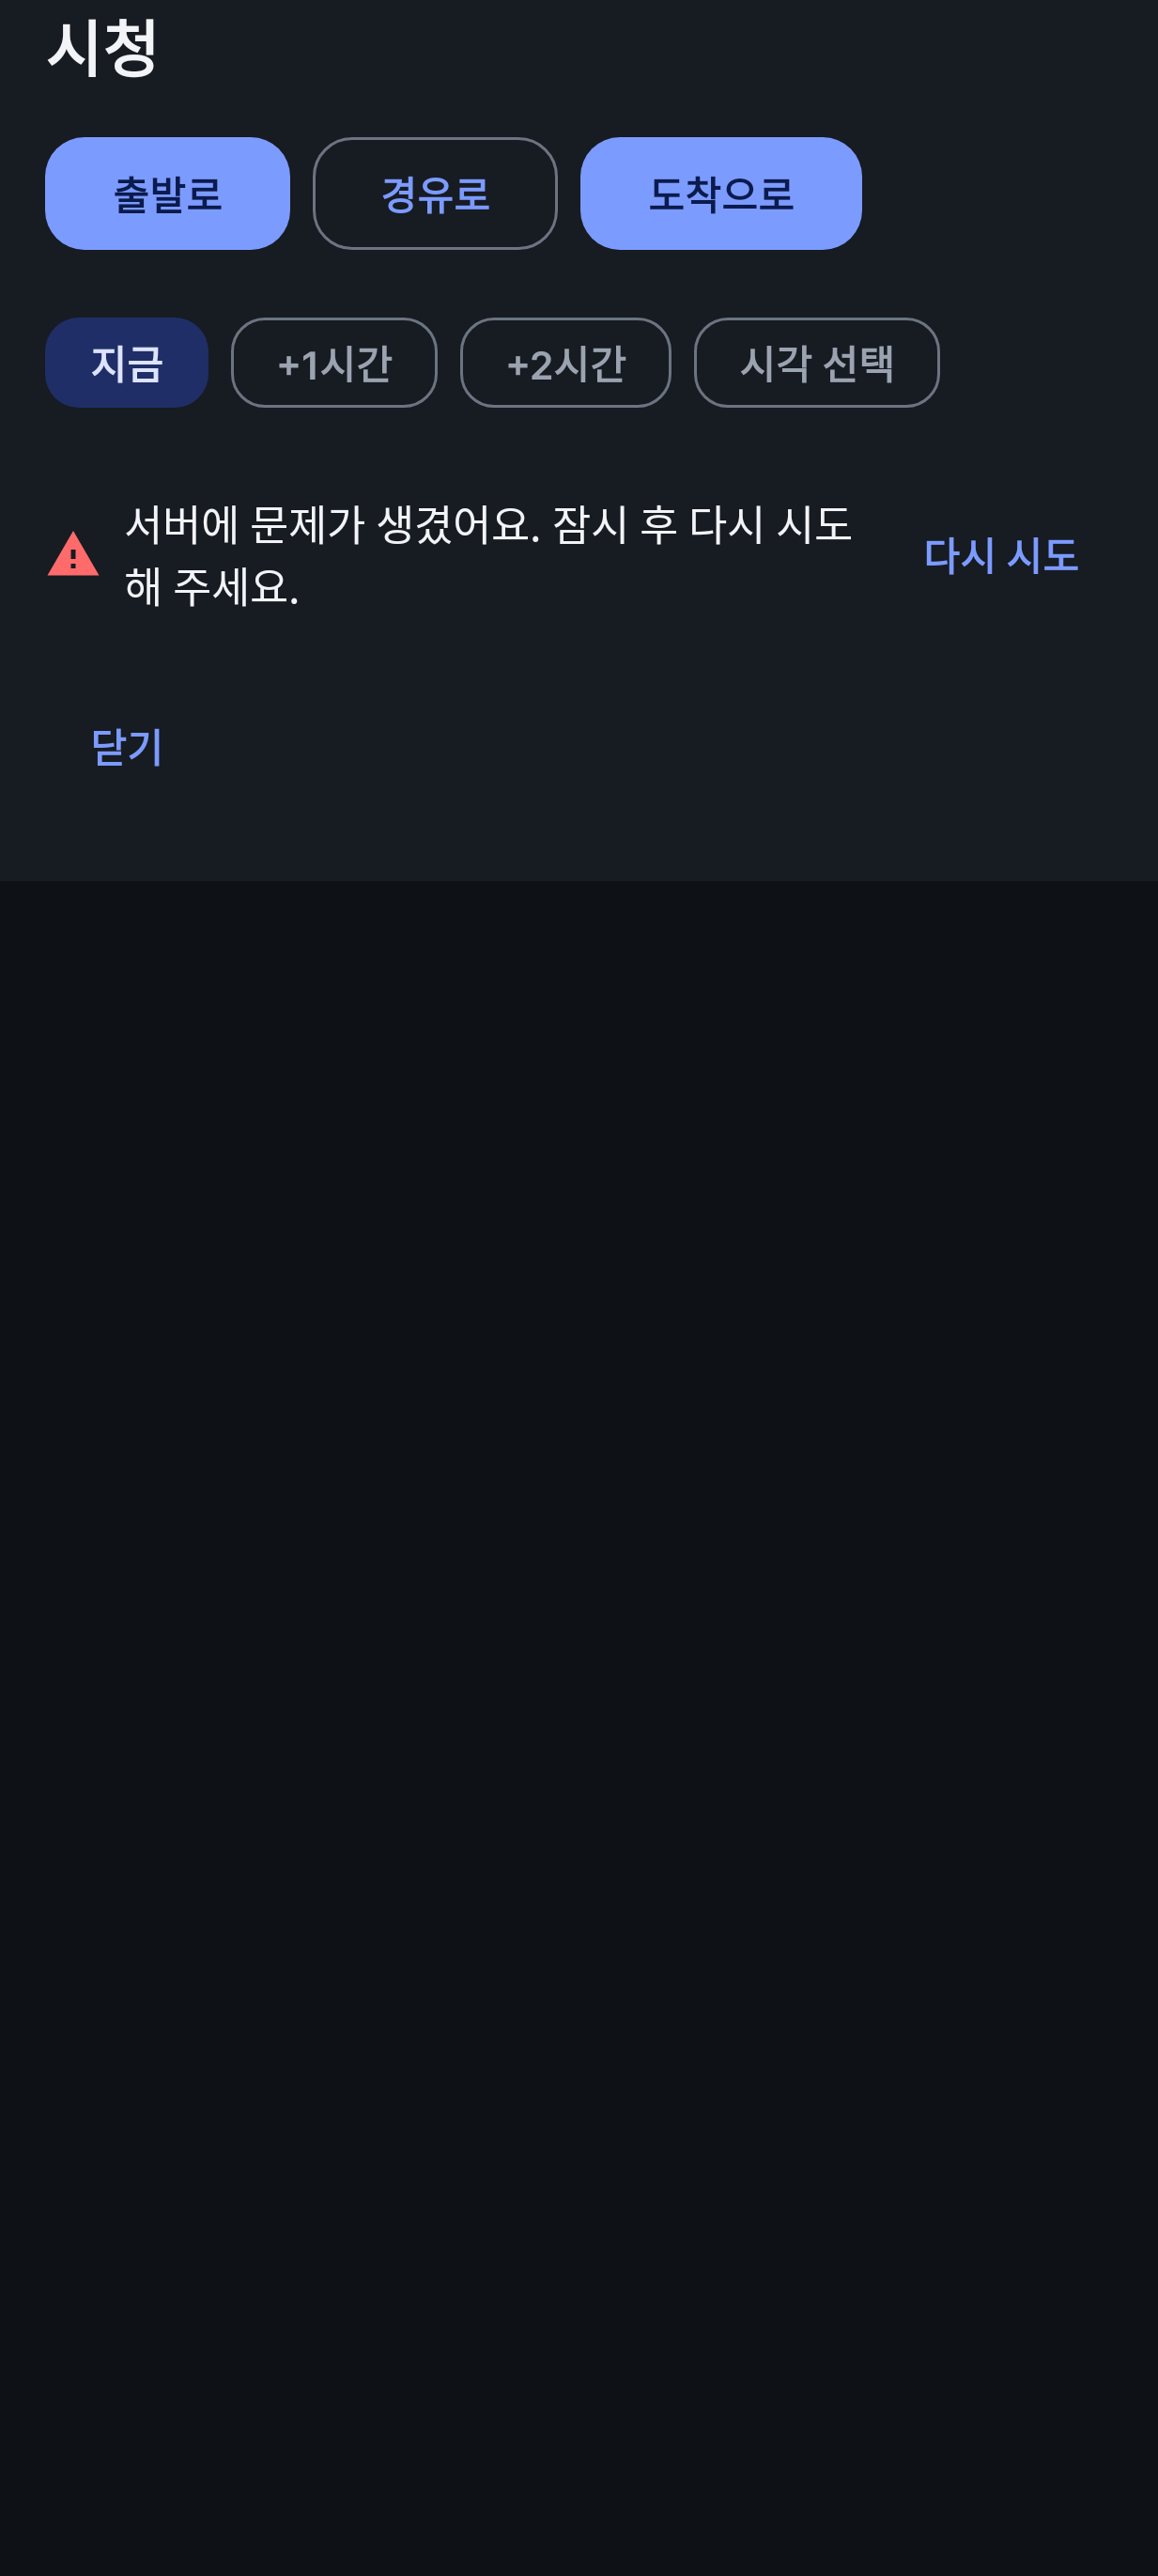 시청
출발로 경유로 도착으로
지금 +1시간 +2시간 시각 선택
서버에 문제가 생겼어요. 잠시 후 다시 시도
해 주세요.
다시 시도
닫기